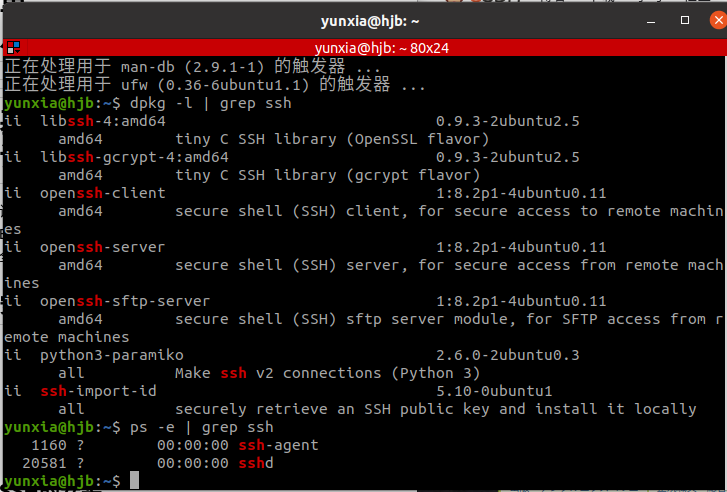 yunxia@hjb: ~
yunxia@hjb: ~ 80x24
正在处理用于 man-db (2.9.1-1) 的触发器 ...
正在处理用于 ufw (0.36-6ubuntu1.1) 的触发器 ...
yunxia@hjb:~$ dpkg -l | grep ssh
ii  libssh-4:amd64                              0.9.3-2ubuntu2.5
      amd64        tiny C SSH library (OpenSSL flavor)
ii  libssh-gcrypt-4:amd64                       0.9.3-2ubuntu2.5
      amd64        tiny C SSH library (gcrypt flavor)
ii  openssh-client                              1:8.2p1-4ubuntu0.11
      amd64        secure shell (SSH) client, for secure access to remote machin
es
ii  openssh-server                              1:8.2p1-4ubuntu0.11
      amd64        secure shell (SSH) server, for secure access from remote mach
ines
ii  openssh-sftp-server                         1:8.2p1-4ubuntu0.11
      amd64        secure shell (SSH) sftp server module, for SFTP access from r
emote machines
ii  python3-paramiko                            2.6.0-2ubuntu0.3
      all          Make ssh v2 connections (Python 3)
ii  ssh-import-id                               5.10-0ubuntu1
      all          securely retrieve an SSH public key and install it locally
yunxia@hjb:~$ ps -e | grep ssh
   1160 ?        00:00:00 ssh-agent
  20581 ?        00:00:00 sshd
yunxia@hjb:~$